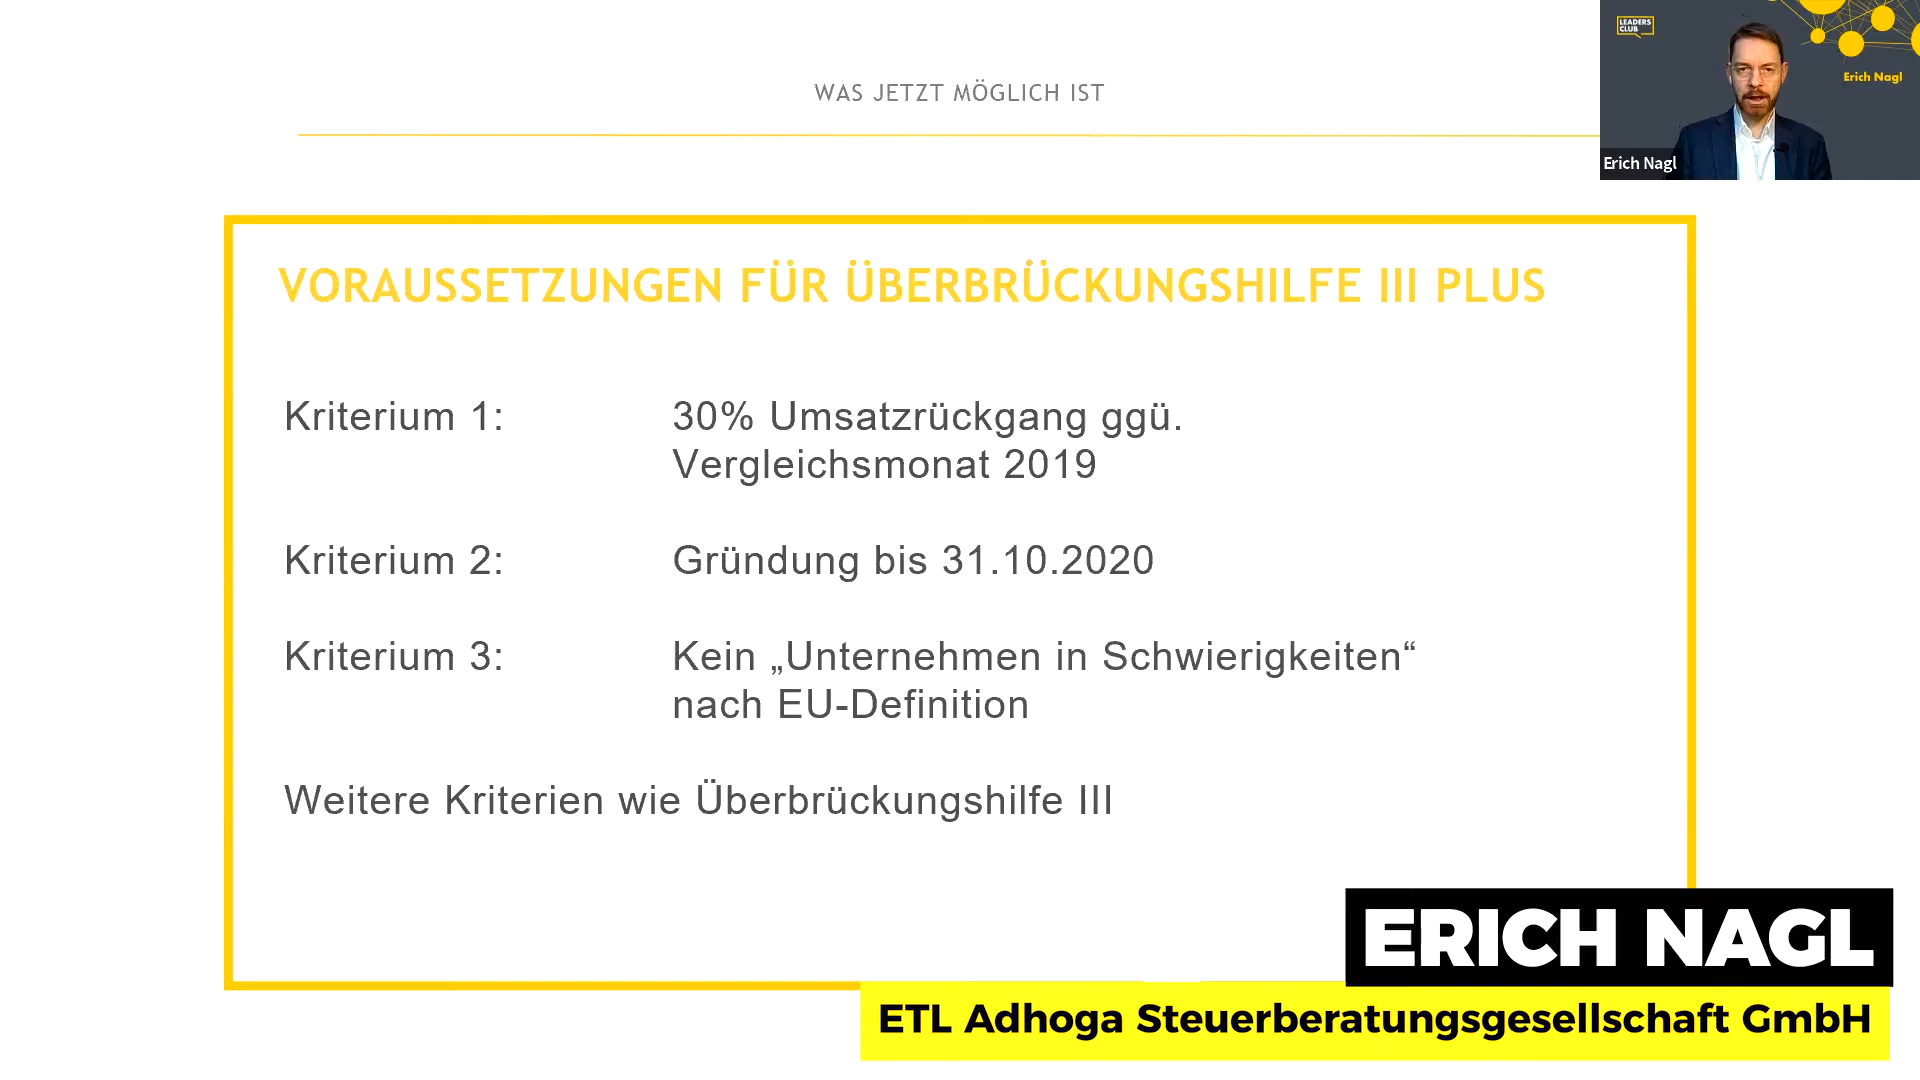 WAS JETZT MÖGLICH IST
LEADERS
CLUB
Erich Nagl
Erich Nagl
VORAUSSETZUNGEN FÜR ÜBERBRÜCKUNGSHILFE III PLUS
Kriterium 1: 30% Umsatzrückgang ggü.
Vergleichsmonat 2019
Kriterium 2: Gründung bis 31.10.2020
Kriterium 3: Kein „Unternehmen in Schwierigkeiten“
nach EU-Definition
Weitere Kriterien wie Überbrückungshilfe III
ERICH NAGL
ETL Adhoga Steuerberatungsgesellschaft GmbH